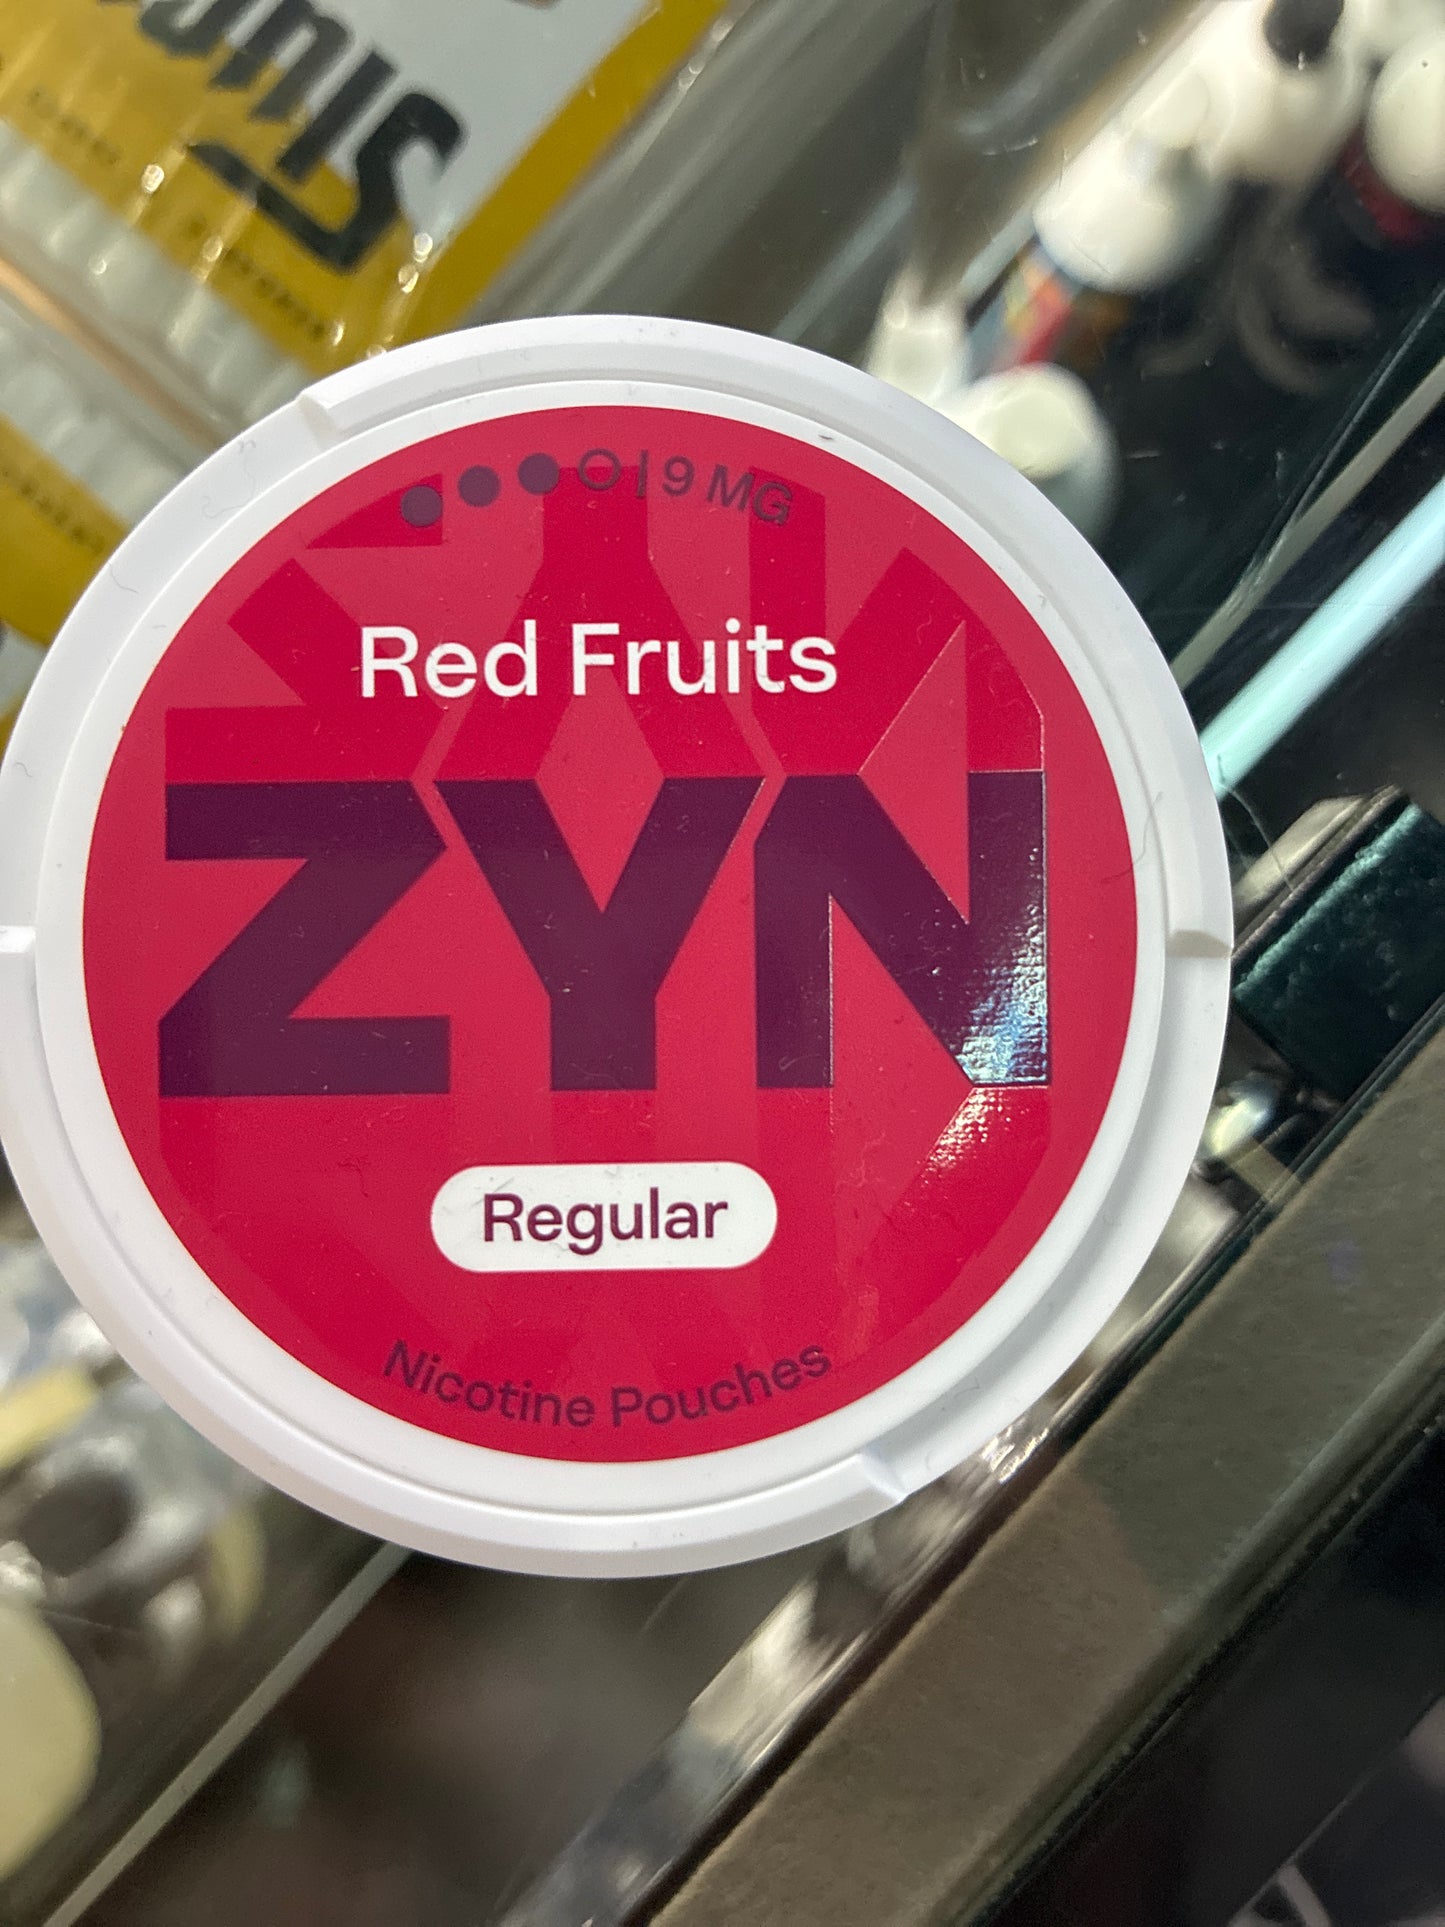 | 9 MG
Red Fruits
ZYN
Regular
Nicotine Pouches